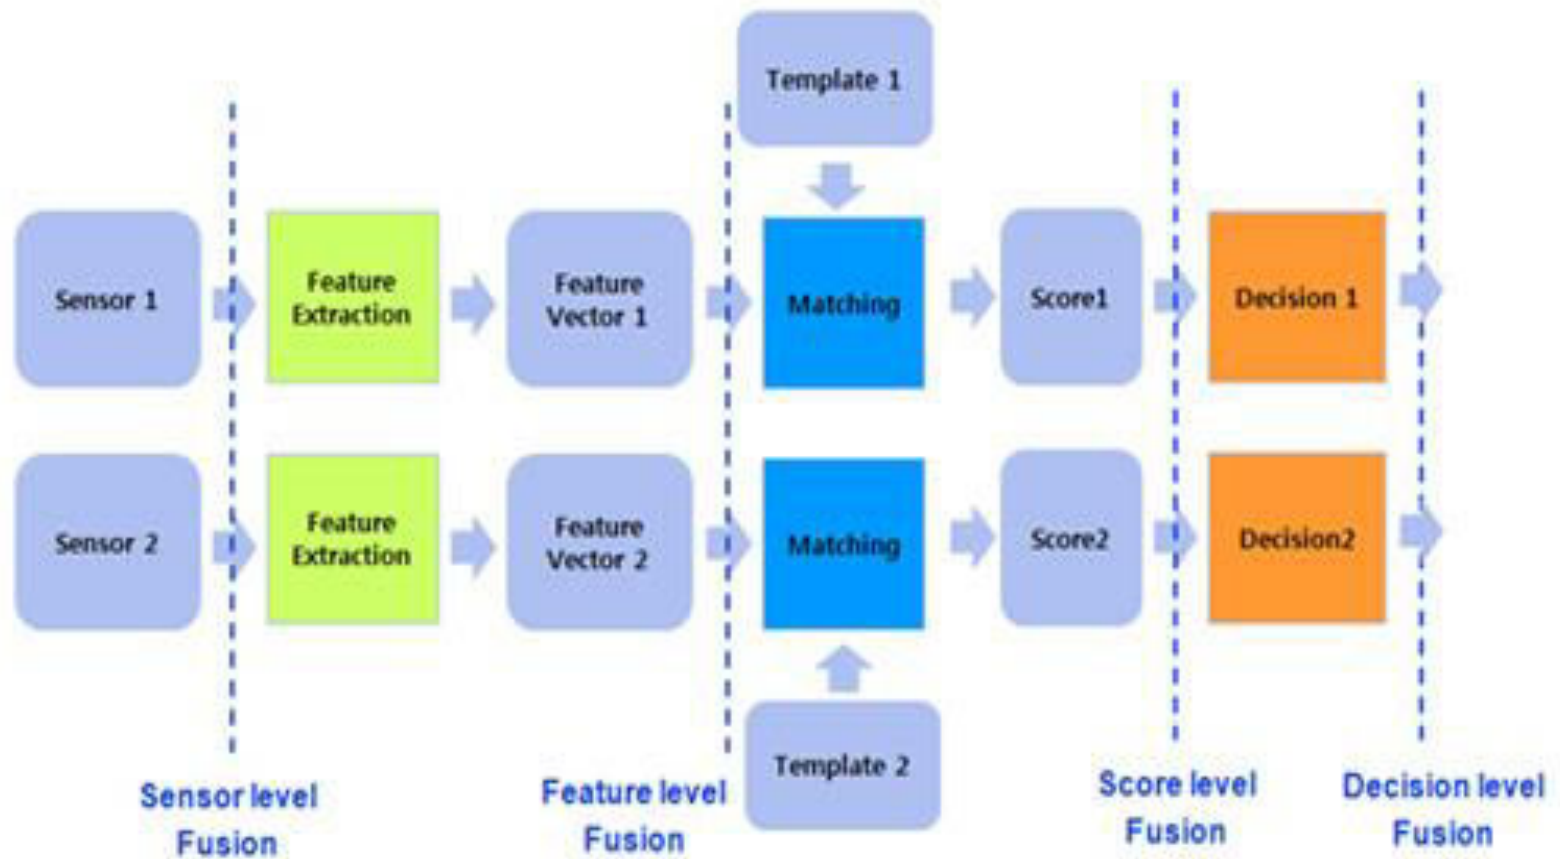 Template 1
Sensor 1
Feature
Extraction
Feature
Vector 1
Matching
Score1
Decision 1
Sensor 2
Feature
Extraction
Feature
Vector 2
Matching
Score2
Decision2
Template 2
Sensor level
Fusion
Feature level
Fusion
Score level
Fusion
Decision level
Fusion